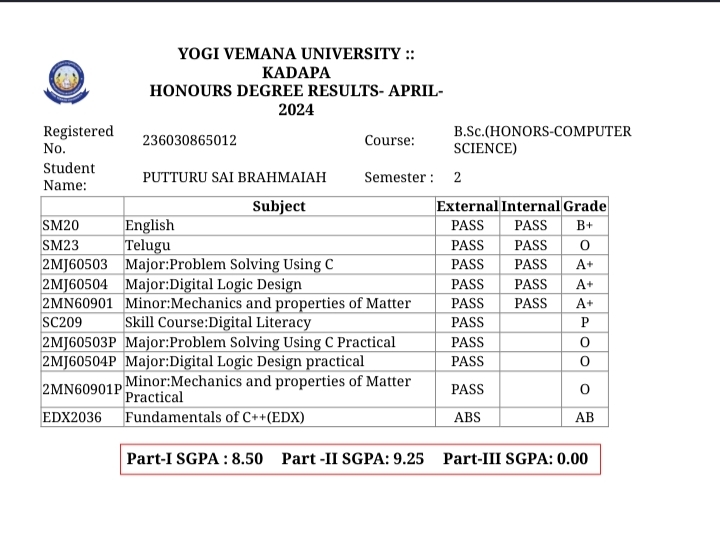 YOGI VEMANA UNIVERSITY ::
KADAPA
HONOURS DEGREE RESULTS- APRIL-
2024
Registered No. 236030865012 Course: B.Sc.(HONORS-COMPUTER SCIENCE)
Student Name: PUTTURU SAI BRAHMAIAH Semester : 2
Subject External Internal Grade
SM20 English PASS PASS B+
SM23 Telugu PASS PASS O
2MJ60503 Major:Problem Solving Using C PASS PASS A+
2MJ60504 Major:Digital Logic Design PASS PASS A+
2MN60901 Minor:Mechanics and properties of Matter PASS PASS A+
SC209 Skill Course:Digital Literacy PASS P
2MJ60503P Major:Problem Solving Using C Practical PASS O
2MJ60504P Major:Digital Logic Design practical PASS O
2MN60901P Minor:Mechanics and properties of Matter Practical PASS O
EDX2036 Fundamentals of C++(EDX) ABS AB
Part-I SGPA : 8.50 Part -II SGPA: 9.25 Part-III SGPA: 0.00